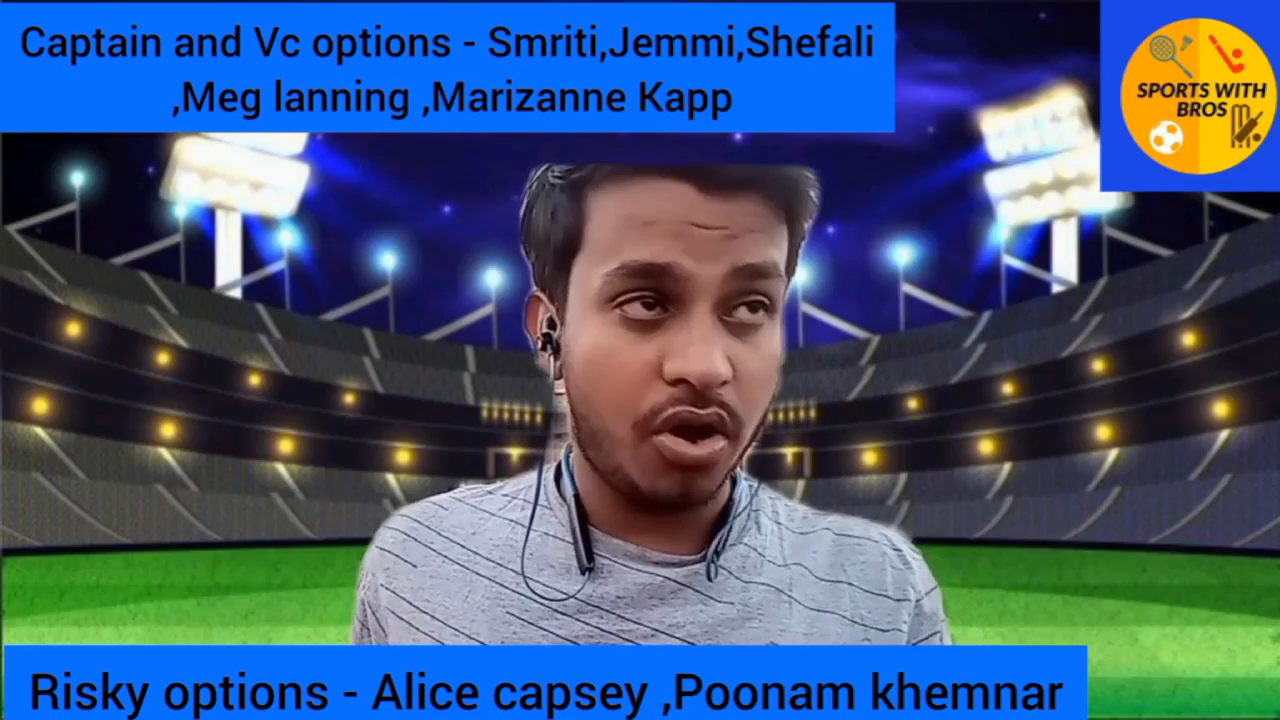 Captain and Vc options - Smriti,Jemmi,Shefali
,Meg lanning ,Marizanne Kapp
SPORTS WITH
BROS
Risky options - Alice capsey ,Poonam khemnar